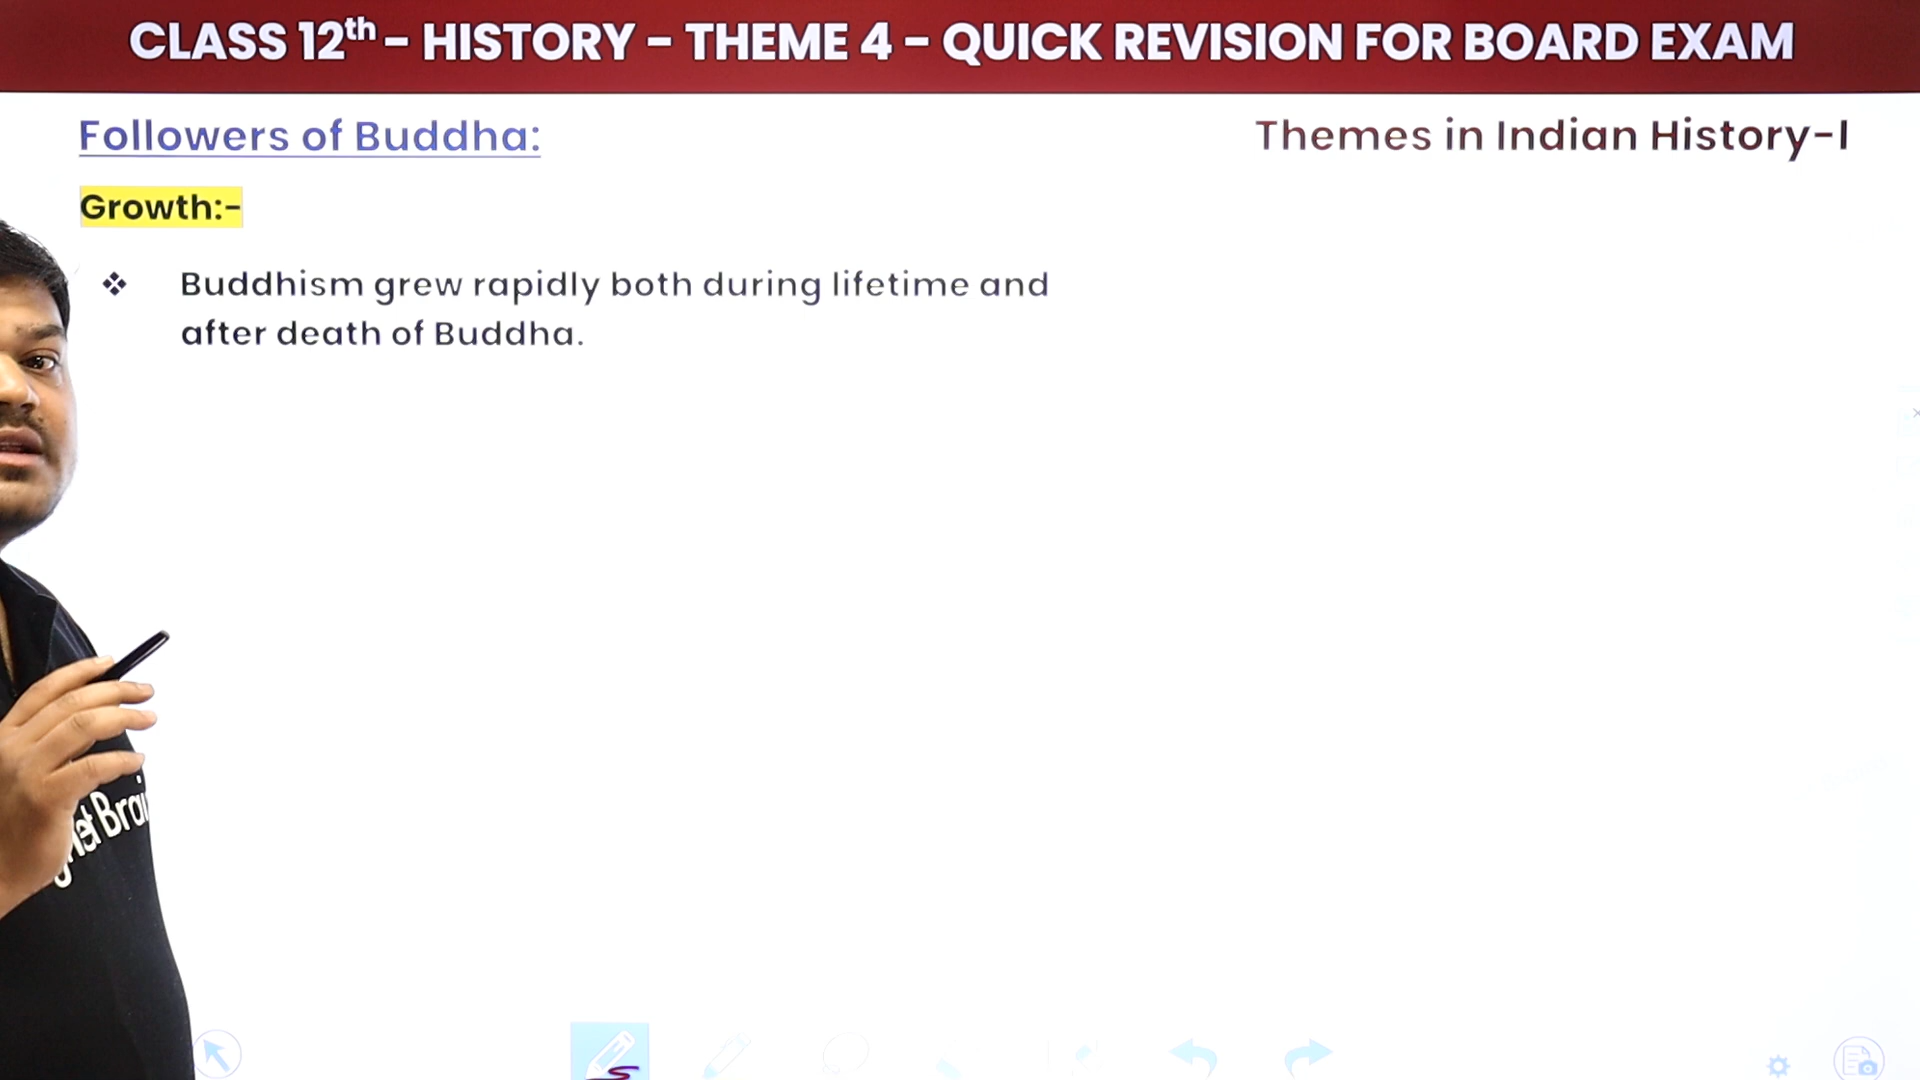 CLASS 12th - HISTORY - THEME 4 - QUICK REVISION FOR BOARD EXAM
Followers of Buddha:
Themes in Indian History-I
Growth:-
❖ Buddhism grew rapidly both during lifetime and
after death of Buddha.